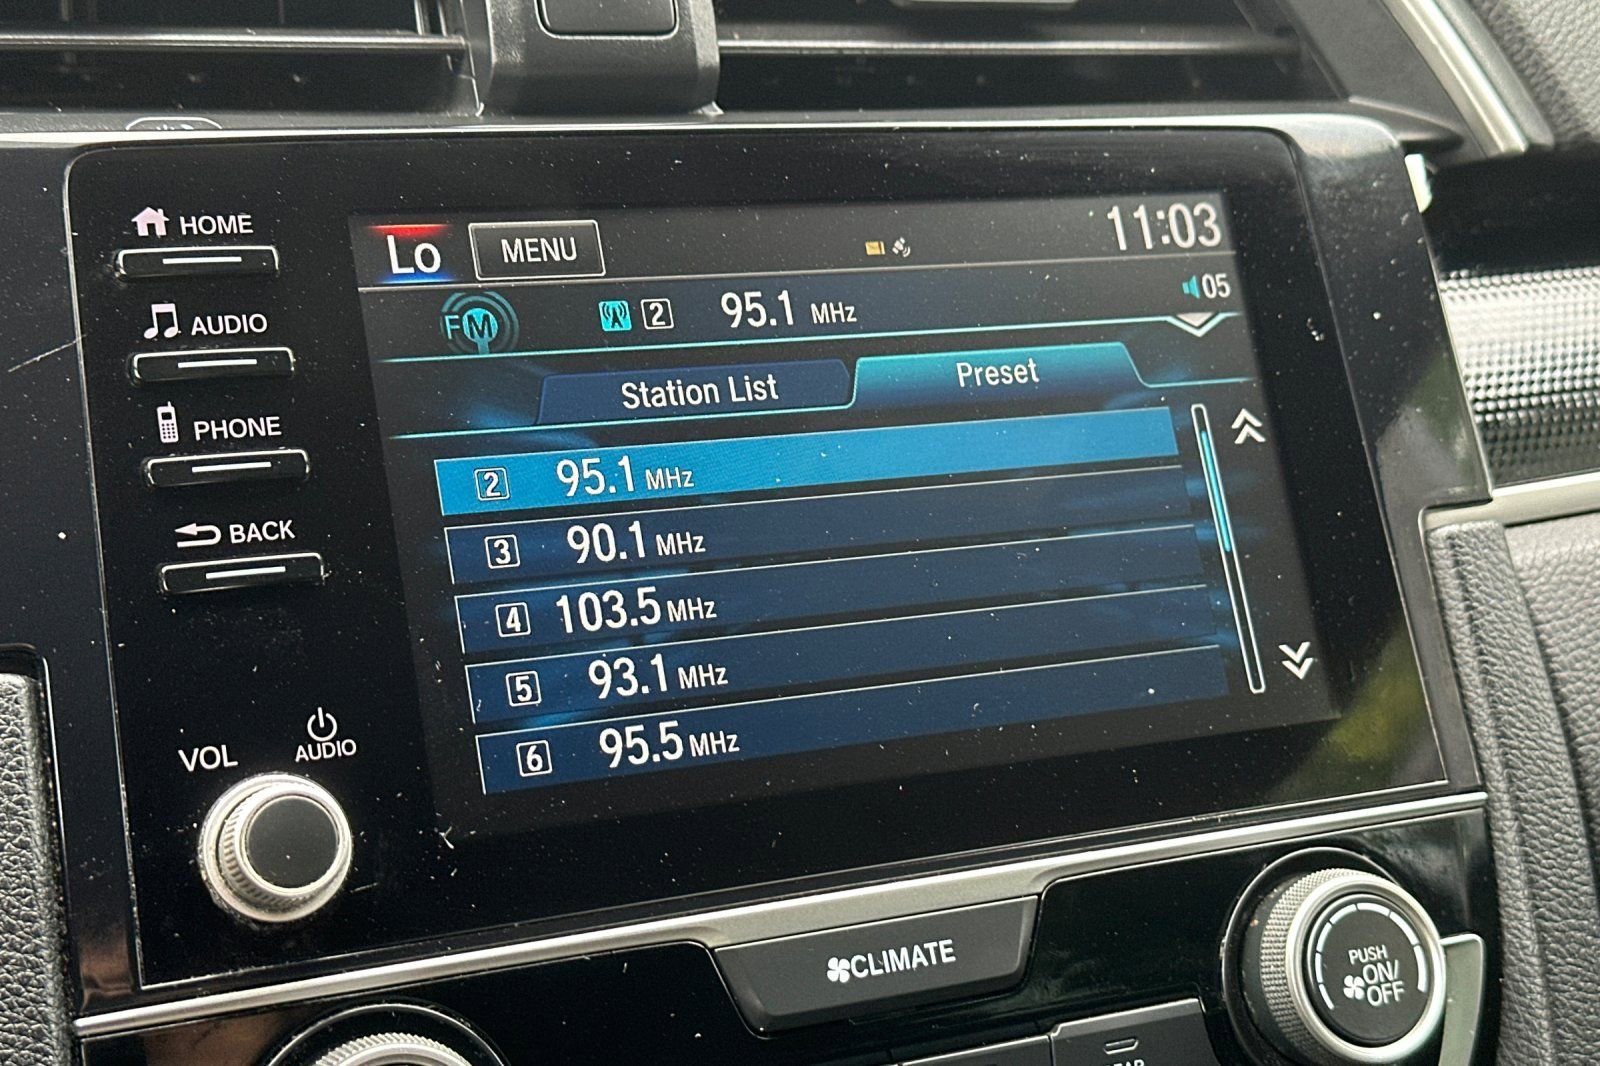 HOME
AUDIO
PHONE
BACK
VOL
AUDIO
Lo
MENU
11:03
FM
2 95.1 MHz
05
Station List
Preset
2 95.1 MHz
3 90.1 MHz
4 103.5 MHz
5 93.1 MHz
6 95.5 MHz
CLIMATE
PUSH
ON/
OFF